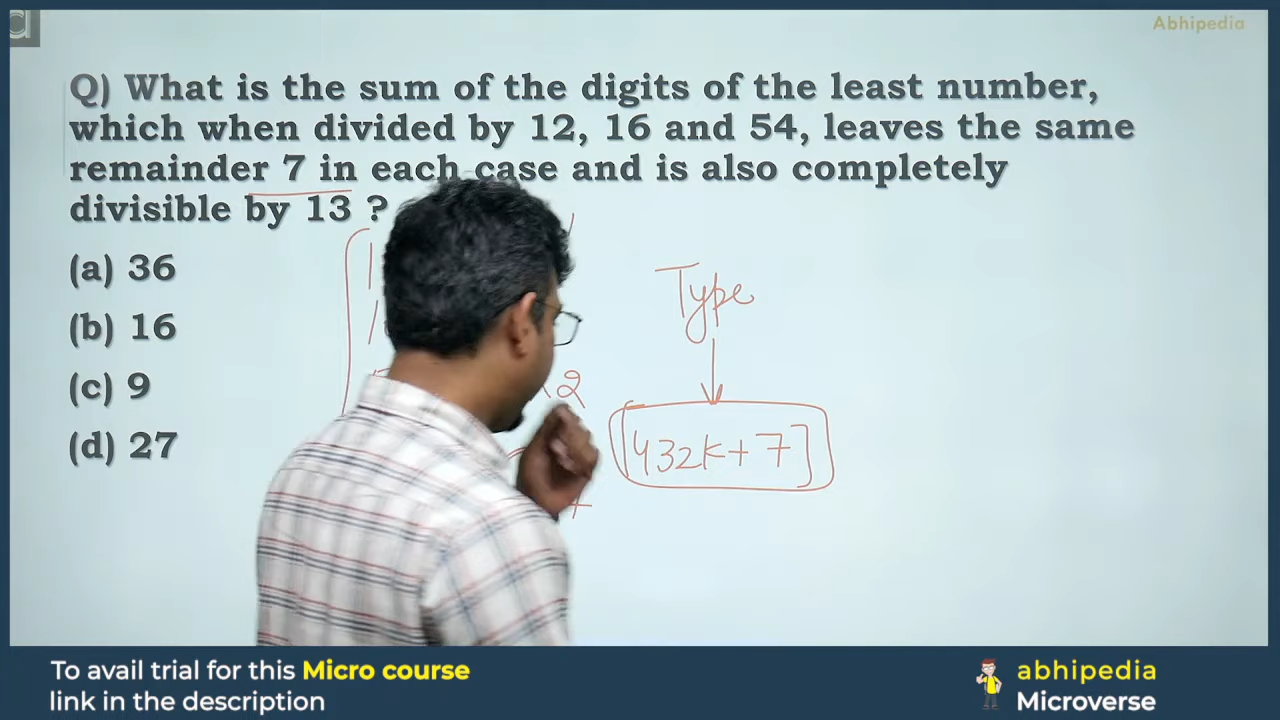 d
Abhipedia
Q) What is the sum of the digits of the least number,
which when divided by 12, 16 and 54, leaves the same
remainder 7 in each case and is also completely
divisible by 13 ?
(a) 36
(b) 16
(c) 9
(d) 27
Type
2
[432k+7]
+
To avail trial for this Micro course
link in the description
abhipedia
Microverse